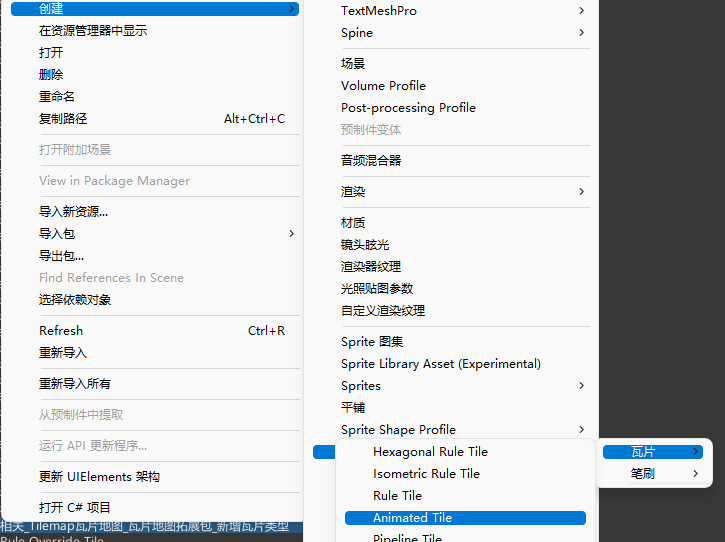 创建
在资源管理器中显示
打开
删除
重命名
复制路径 Alt+Ctrl+C
打开附加场景
View in Package Manager
导入新资源...
导入包
导出包...
Find References In Scene
选择依赖对象
Refresh Ctrl+R
重新导入
重新导入所有
从预制件中提取
运行 API 更新程序...
更新 UIElements 架构
打开 C# 项目
相关_Tilemap瓦片地图_瓦片地图拓展包_新增瓦片类型
Rule Override Tile
TextMeshPro
Spine
场景
Volume Profile
Post-processing Profile
预制件变体
音频混合器
渲染
材质
镜头眩光
渲染器纹理
光照贴图参数
自定义渲染纹理
Sprite 图集
Sprite Library Asset (Experimental)
Sprites
平铺
Sprite Shape Profile
Hexagonal Rule Tile
Isometric Rule Tile
Rule Tile
Animated Tile
Pipeline Tile
瓦片
笔刷